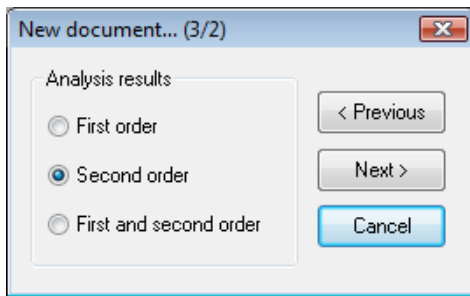 New document... (3/2)
Analysis results
First order
Second order
First and second order
< Previous
Next >
Cancel